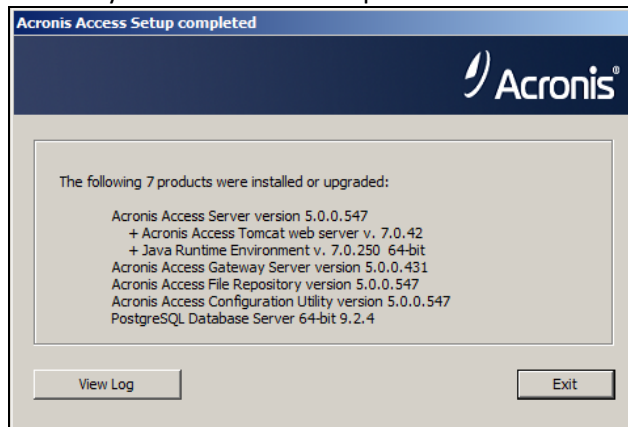 Acronis Access Setup completed
Acronis®
The following 7 products were installed or upgraded:
Acronis Access Server version 5.0.0.547
+ Acronis Access Tomcat web server v. 7.0.42
+ Java Runtime Environment v. 7.0.250 64-bit
Acronis Access Gateway Server version 5.0.0.431
Acronis Access File Repository version 5.0.0.547
Acronis Access Configuration Utility version 5.0.0.547
PostgreSQL Database Server 64-bit 9.2.4
View Log
Exit